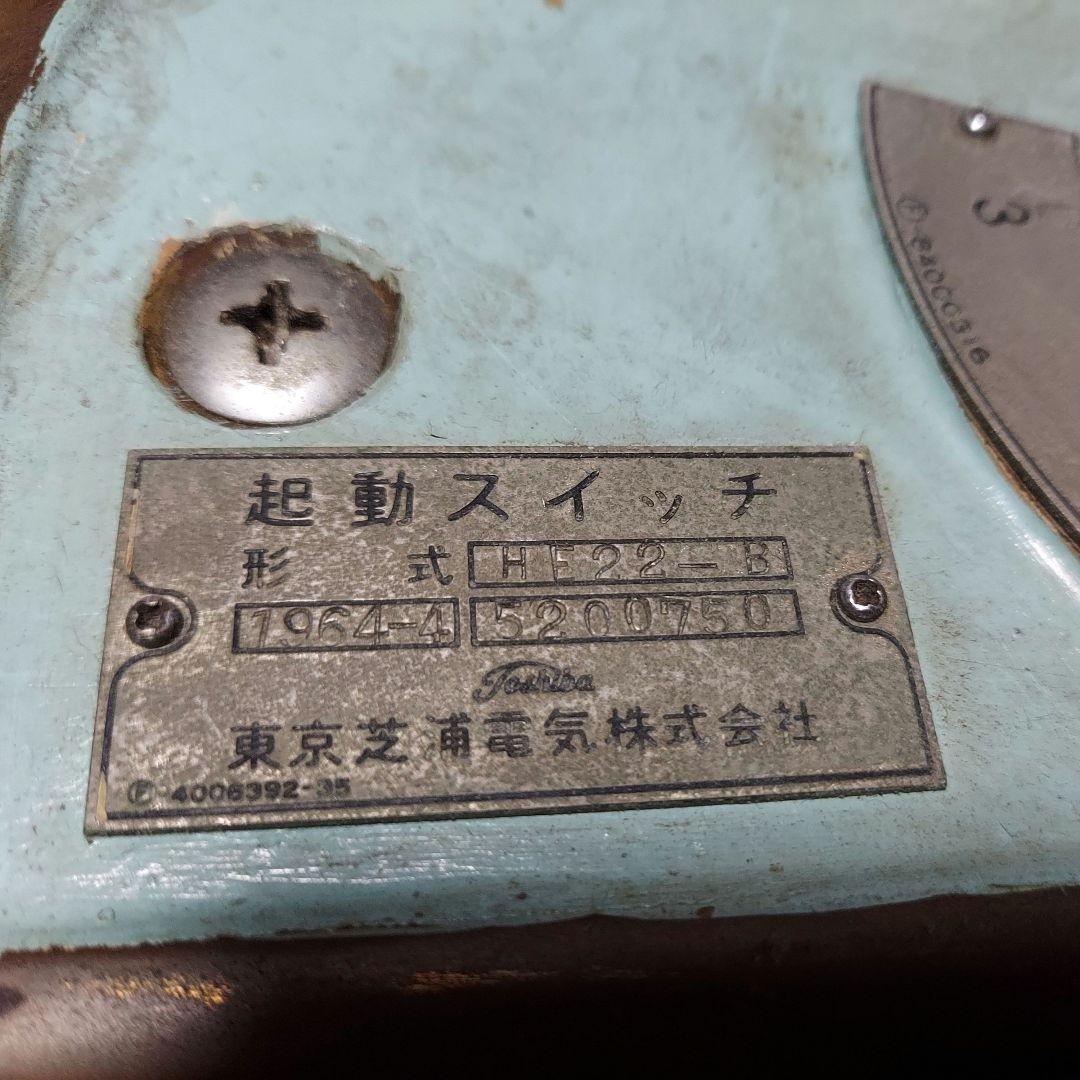 3
Ⓟ-84000316
起動スイッチ
形 式 HE22-B
1964-4 5200750
Toshiba
東京芝浦電気株式会社
Ⓟ-4006392-35